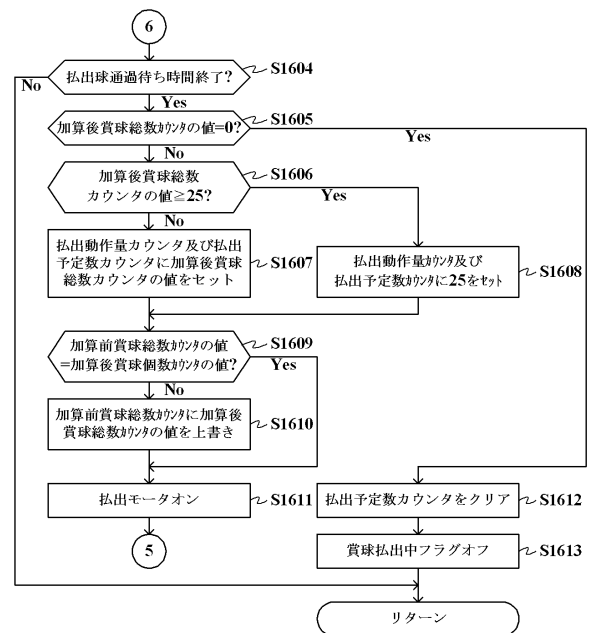 6
払出球通過待ち時間終了?
S1604
No
Yes
加算後賞球総数ｶｳﾝﾀの値=0?
S1605
Yes
No
加算後賞球総数
カウンタの値≧25?
S1606
Yes
No
払出動作量カウンタ及び払出
予定数カウンタに加算後賞球
総数カウンタの値をセット
S1607
払出動作量ｶｳﾝﾀ及び
払出予定数ｶｳﾝﾀに25をｾｯﾄ
S1608
加算前賞球総数ｶｳﾝﾀの値
=加算後賞球個数ｶｳﾝﾀの値?
S1609
Yes
No
加算前賞球総数ｶｳﾝﾀに加算後
賞球総数ｶｳﾝﾀの値を上書き
S1610
払出モータオン
S1611
払出予定数カウンタをクリア
S1612
5
賞球払出中フラグオフ
S1613
リターン